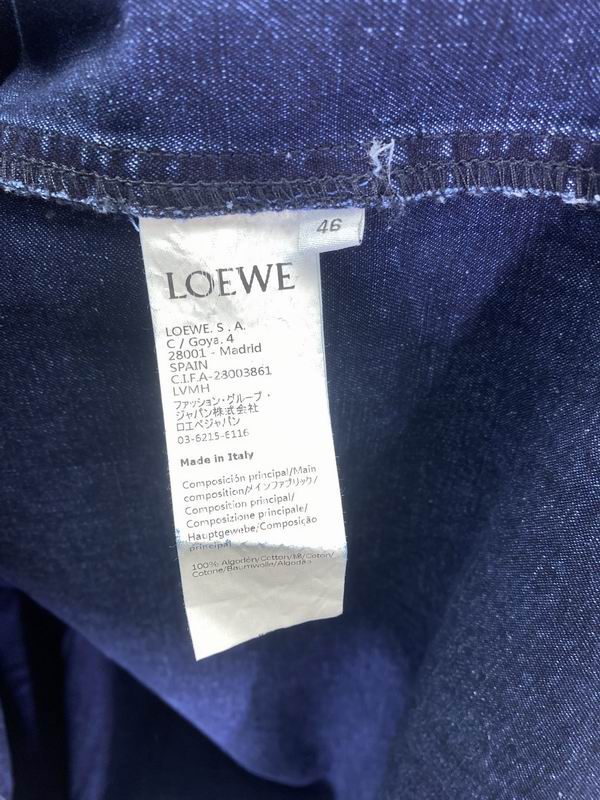 46
LOEWE
LOEWE. S . A.
C / Goya. 4
28001 - Madrid
SPAIN
C.I.F.A-28003861
LVMH
ファッション・グループ・
ジャパン株式会社
ロエベジャパン
03-6215-6116
Made in Italy
Composición principal/Main
composition/メインファブリック/
Composition principal/
Composizione principale/
Hauptgewebe/Composição
principal
100% Algodón/Cotton/綿/Coton/
Cotone/Baumwolle/Algodão